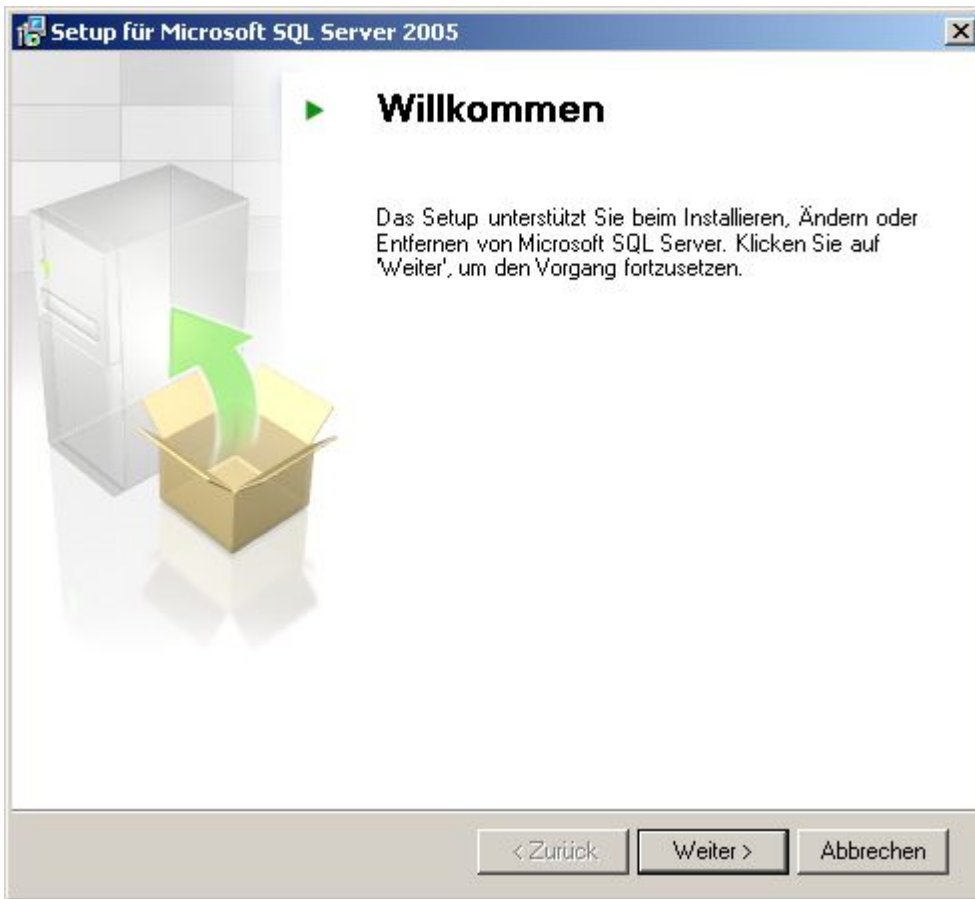 Setup für Microsoft SQL Server 2005
Willkommen
Das Setup unterstützt Sie beim Installieren, Ändern oder
Entfernen von Microsoft SQL Server. Klicken Sie auf
'Weiter', um den Vorgang fortzusetzen.
< Zurück Weiter > Abbrechen